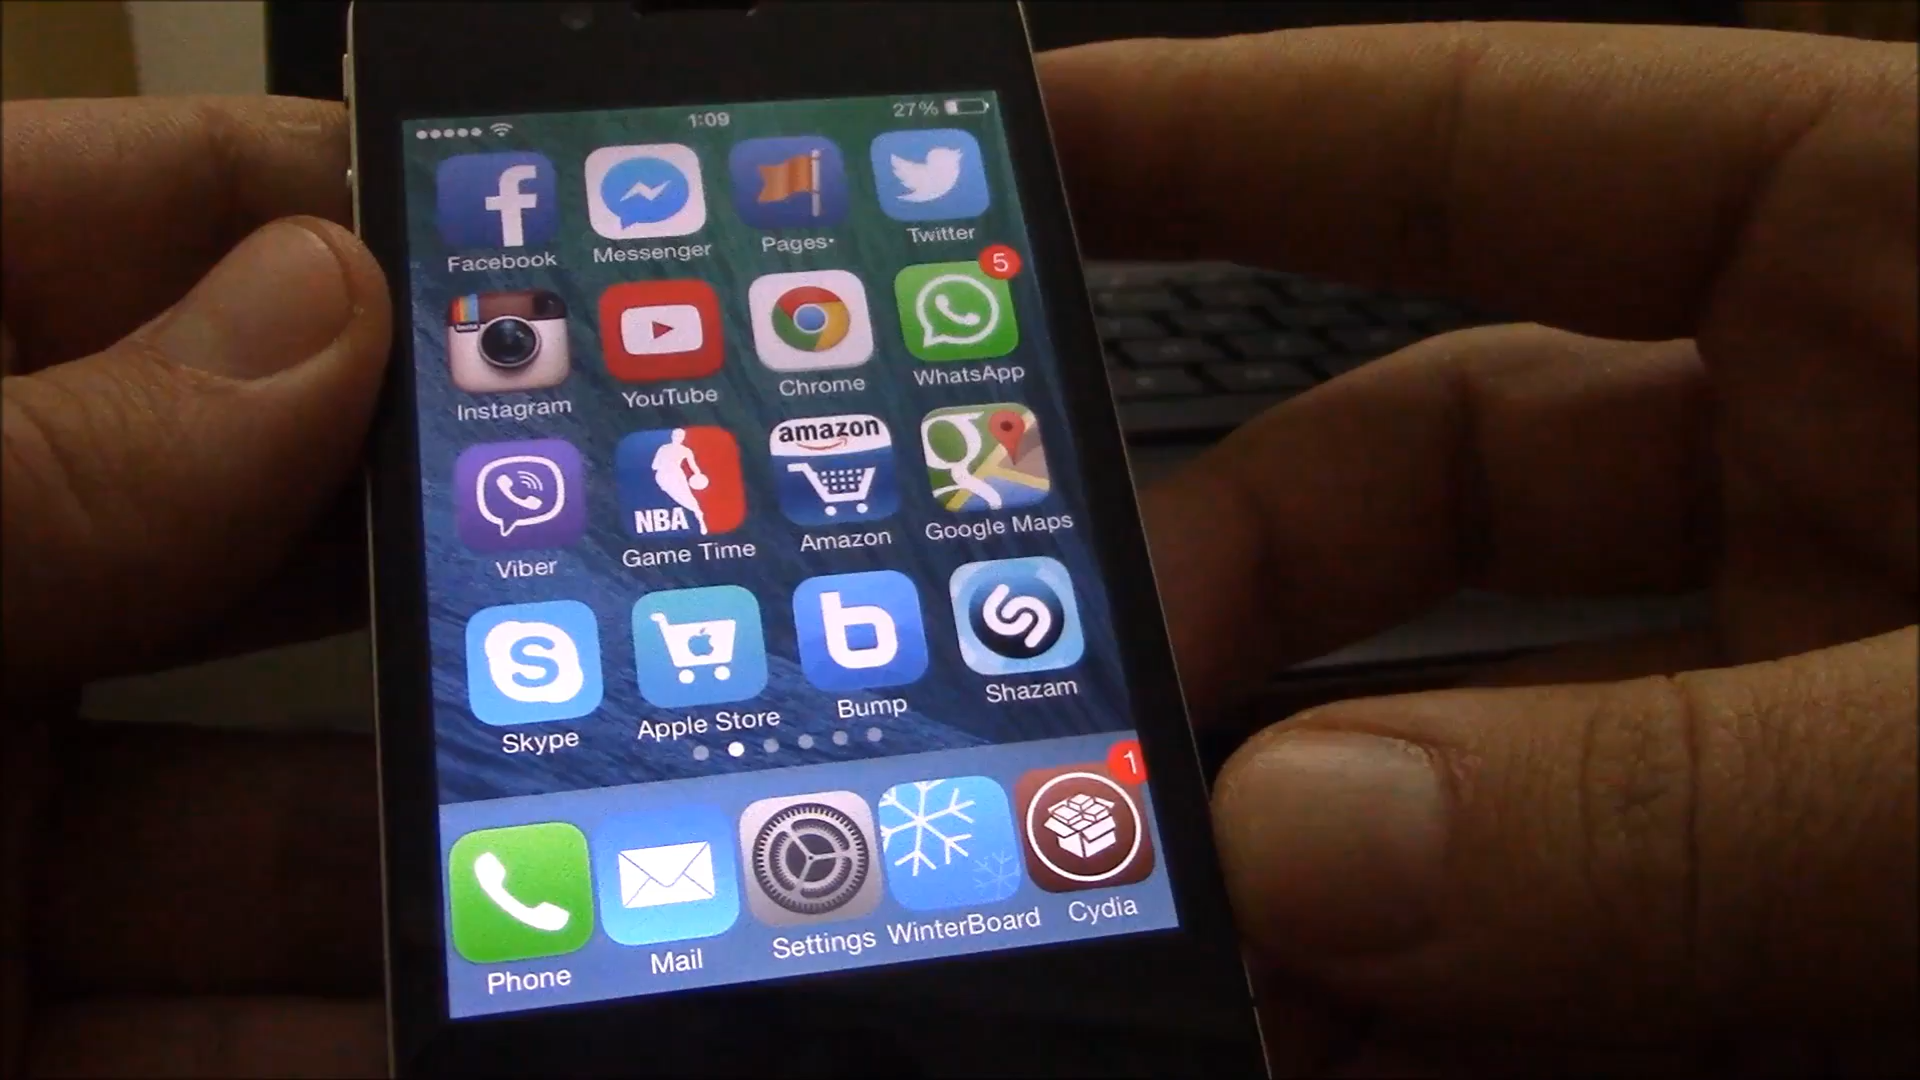 1:09
27%
Facebook
Messenger
Pages
Twitter
5
Insta
Instagram
YouTube
Chrome
WhatsApp
NBA
amazon
Viber
Game Time
Amazon
Google Maps
Skype
Apple Store
Bump
Shazam
1
Phone
Mail
Settings
WinterBoard
Cydia